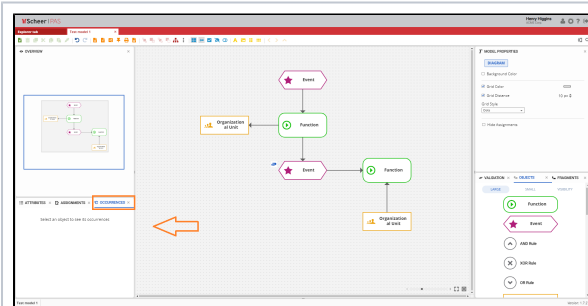 Scheer PAS
Henry Higgins
Explorer tab
Test model 1
OVERVIEW
MODEL PROPERTIES
DIAGRAM
Background Color
Grid Color
Grid Distance
Grid Style
Hide Assignments
Event
Organization
al Unit
Function
Event
Function
Organization
al Unit
ATTRIBUTES
ASSIGNMENTS
OCCURRENCES
Select an object to see its occurrences
VALIDATION
OBJECTS
FRAGMENTS
LARGE
SMALL
VISIBILITY
Function
Event
AND Rule
XOR Rule
OR Rule
Test model 1